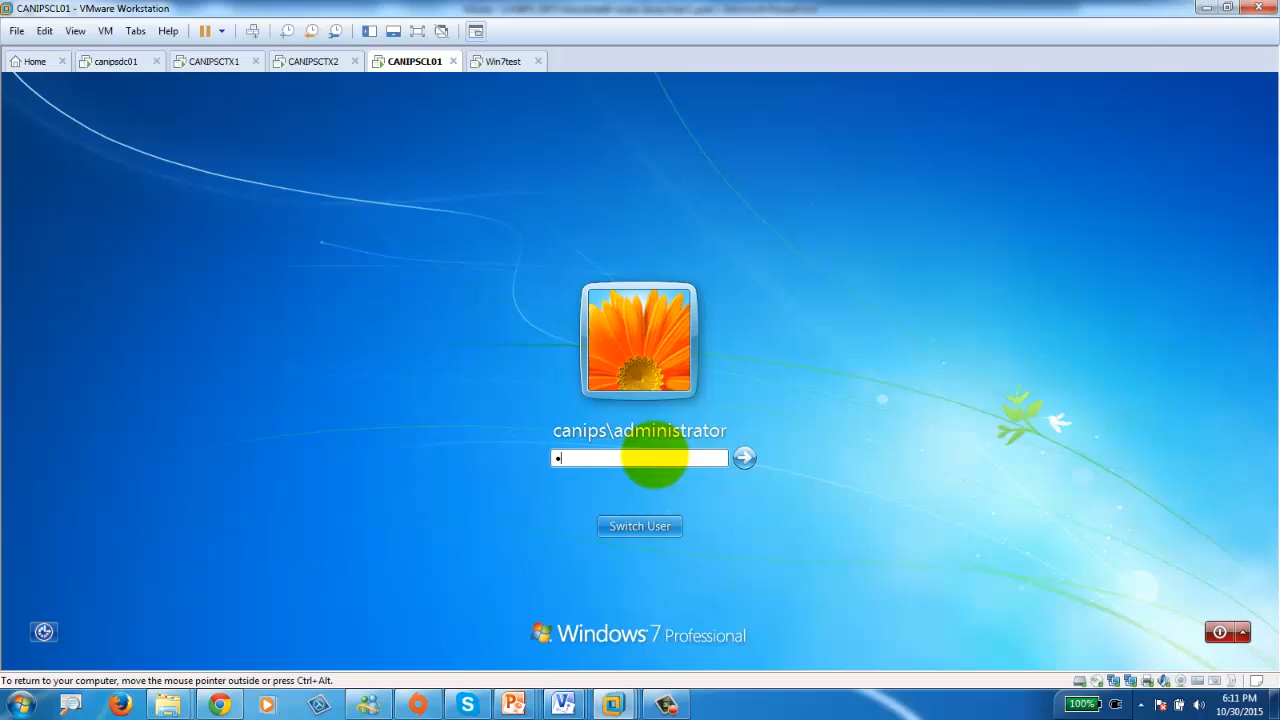 CANIPSCL01 - VMware Workstation
File Edit View VM Tabs Help
Home canipsdc01 CANIPSCTX1 CANIPSCTX2 CANIPSCL01 Win7test
canips\administrator
Switch User
Windows 7 Professional
To return to your computer, move the mouse pointer outside or press Ctrl+Alt.
100% 6:11 PM
10/30/2015